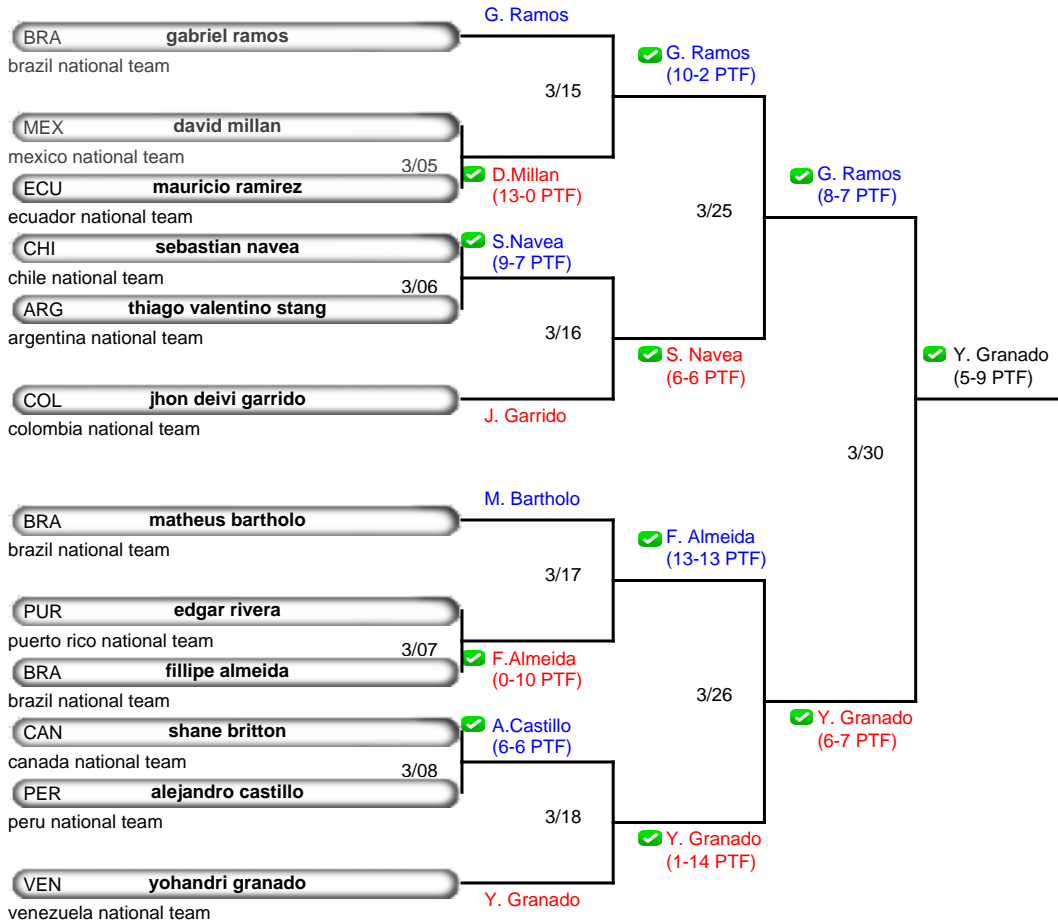 G. Ramos
BRA gabriel ramos
brazil national team
G. Ramos
(10-2 PTF)
3/15
MEX david millan
mexico national team
3/05
D.Millan
(13-0 PTF)
ECU mauricio ramirez
ecuador national team
G. Ramos
(8-7 PTF)
3/25
CHI sebastian navea
chile national team
S.Navea
(9-7 PTF)
3/06
ARG thiago valentino stang
argentina national team
3/16
S. Navea
(6-6 PTF)
COL jhon deivi garrido
colombia national team
J. Garrido
Y. Granado
(5-9 PTF)
3/30
M. Bartholo
BRA matheus bartholo
brazil national team
F. Almeida
(13-13 PTF)
3/17
PUR edgar rivera
puerto rico national team
3/07
F.Almeida
(0-10 PTF)
BRA fillipe almeida
brazil national team
3/26
Y. Granado
(6-7 PTF)
CAN shane britton
canada national team
A.Castillo
(6-6 PTF)
3/08
PER alejandro castillo
peru national team
3/18
Y. Granado
(1-14 PTF)
VEN yohandri granado
venezuela national team
Y. Granado